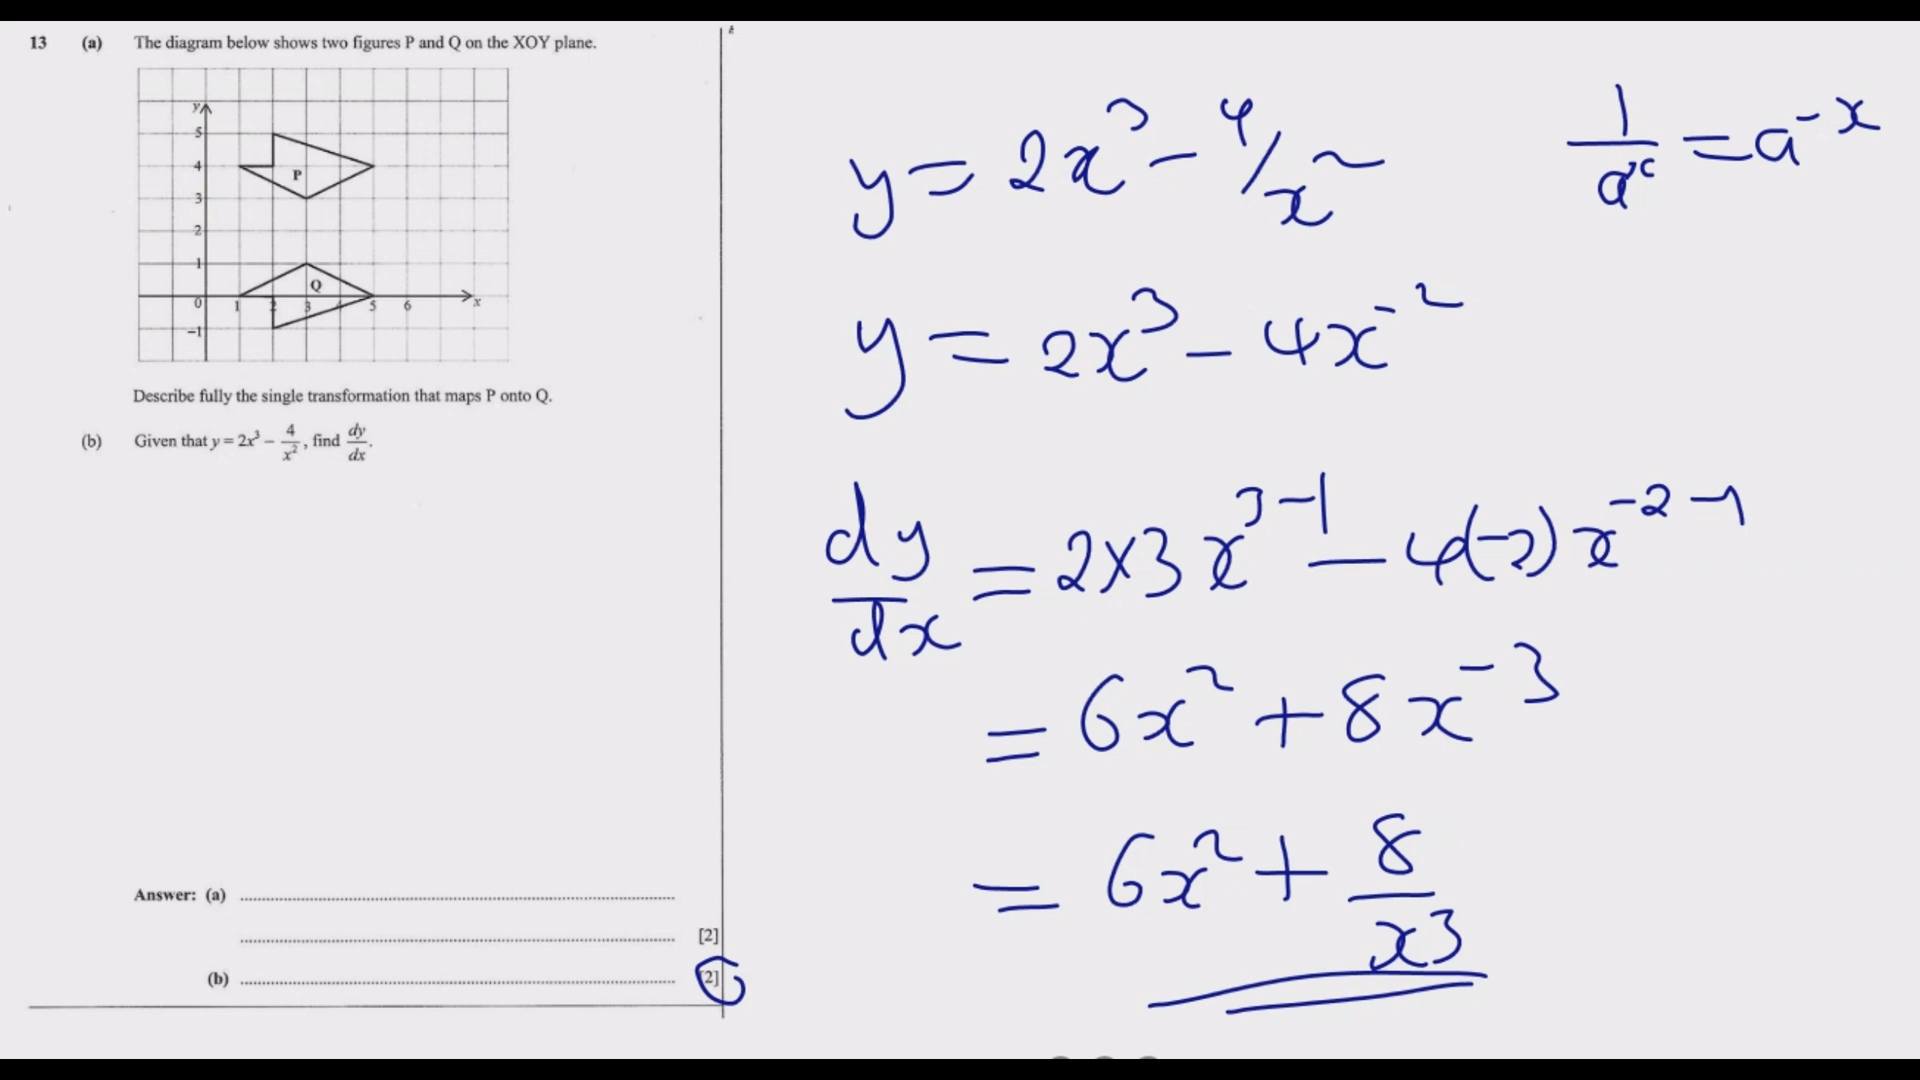 13 (a) The diagram below shows two figures P and Q on the XOY plane.
y
5
4
P
3
2
1
Q
0 1 2 3 4 5 6 x
−1
Describe fully the single transformation that maps P onto Q.
(b) Given that y = 2x³ − 4/x², find dy/dx.
Answer: (a)
[2]
(b) [2]
y = 2x³ − 4/x²
1/aˣ = a⁻ˣ
y = 2x³ − 4x⁻²
dy/dx = 2×3x³⁻¹ − 4(−2)x⁻²⁻¹
= 6x² + 8x⁻³
= 6x² + 8/x³